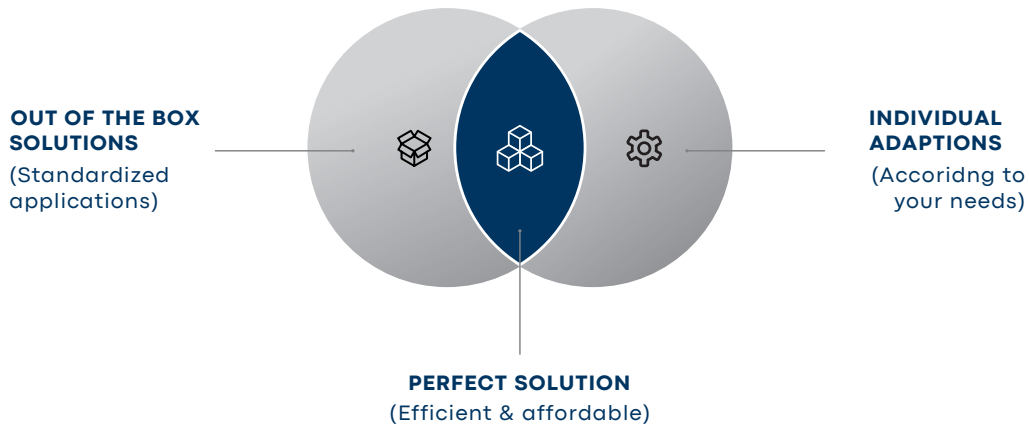 OUT OF THE BOX
SOLUTIONS
(Standardized
applications)
INDIVIDUAL
ADAPTIONS
(Accoridng to
your needs)
PERFECT SOLUTION
(Efficient & affordable)